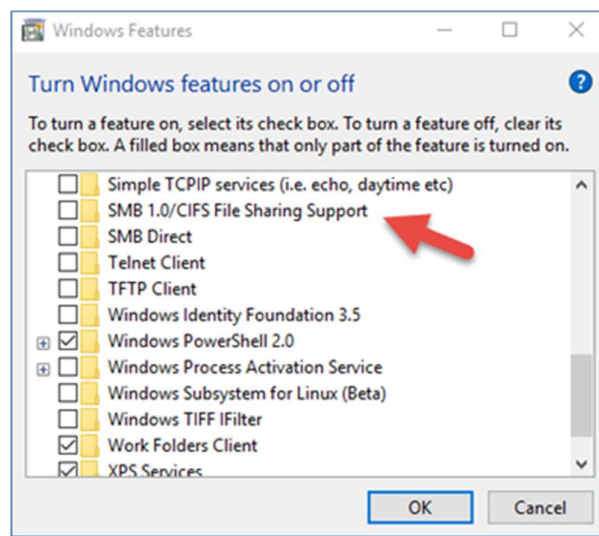 Windows Features
Turn Windows features on or off
To turn a feature on, select its check box. To turn a feature off, clear its
check box. A filled box means that only part of the feature is turned on.
Simple TCPIP services (i.e. echo, daytime etc)
SMB 1.0/CIFS File Sharing Support
SMB Direct
Telnet Client
TFTP Client
Windows Identity Foundation 3.5
Windows PowerShell 2.0
Windows Process Activation Service
Windows Subsystem for Linux (Beta)
Windows TIFF IFilter
Work Folders Client
XPS Services
OK
Cancel